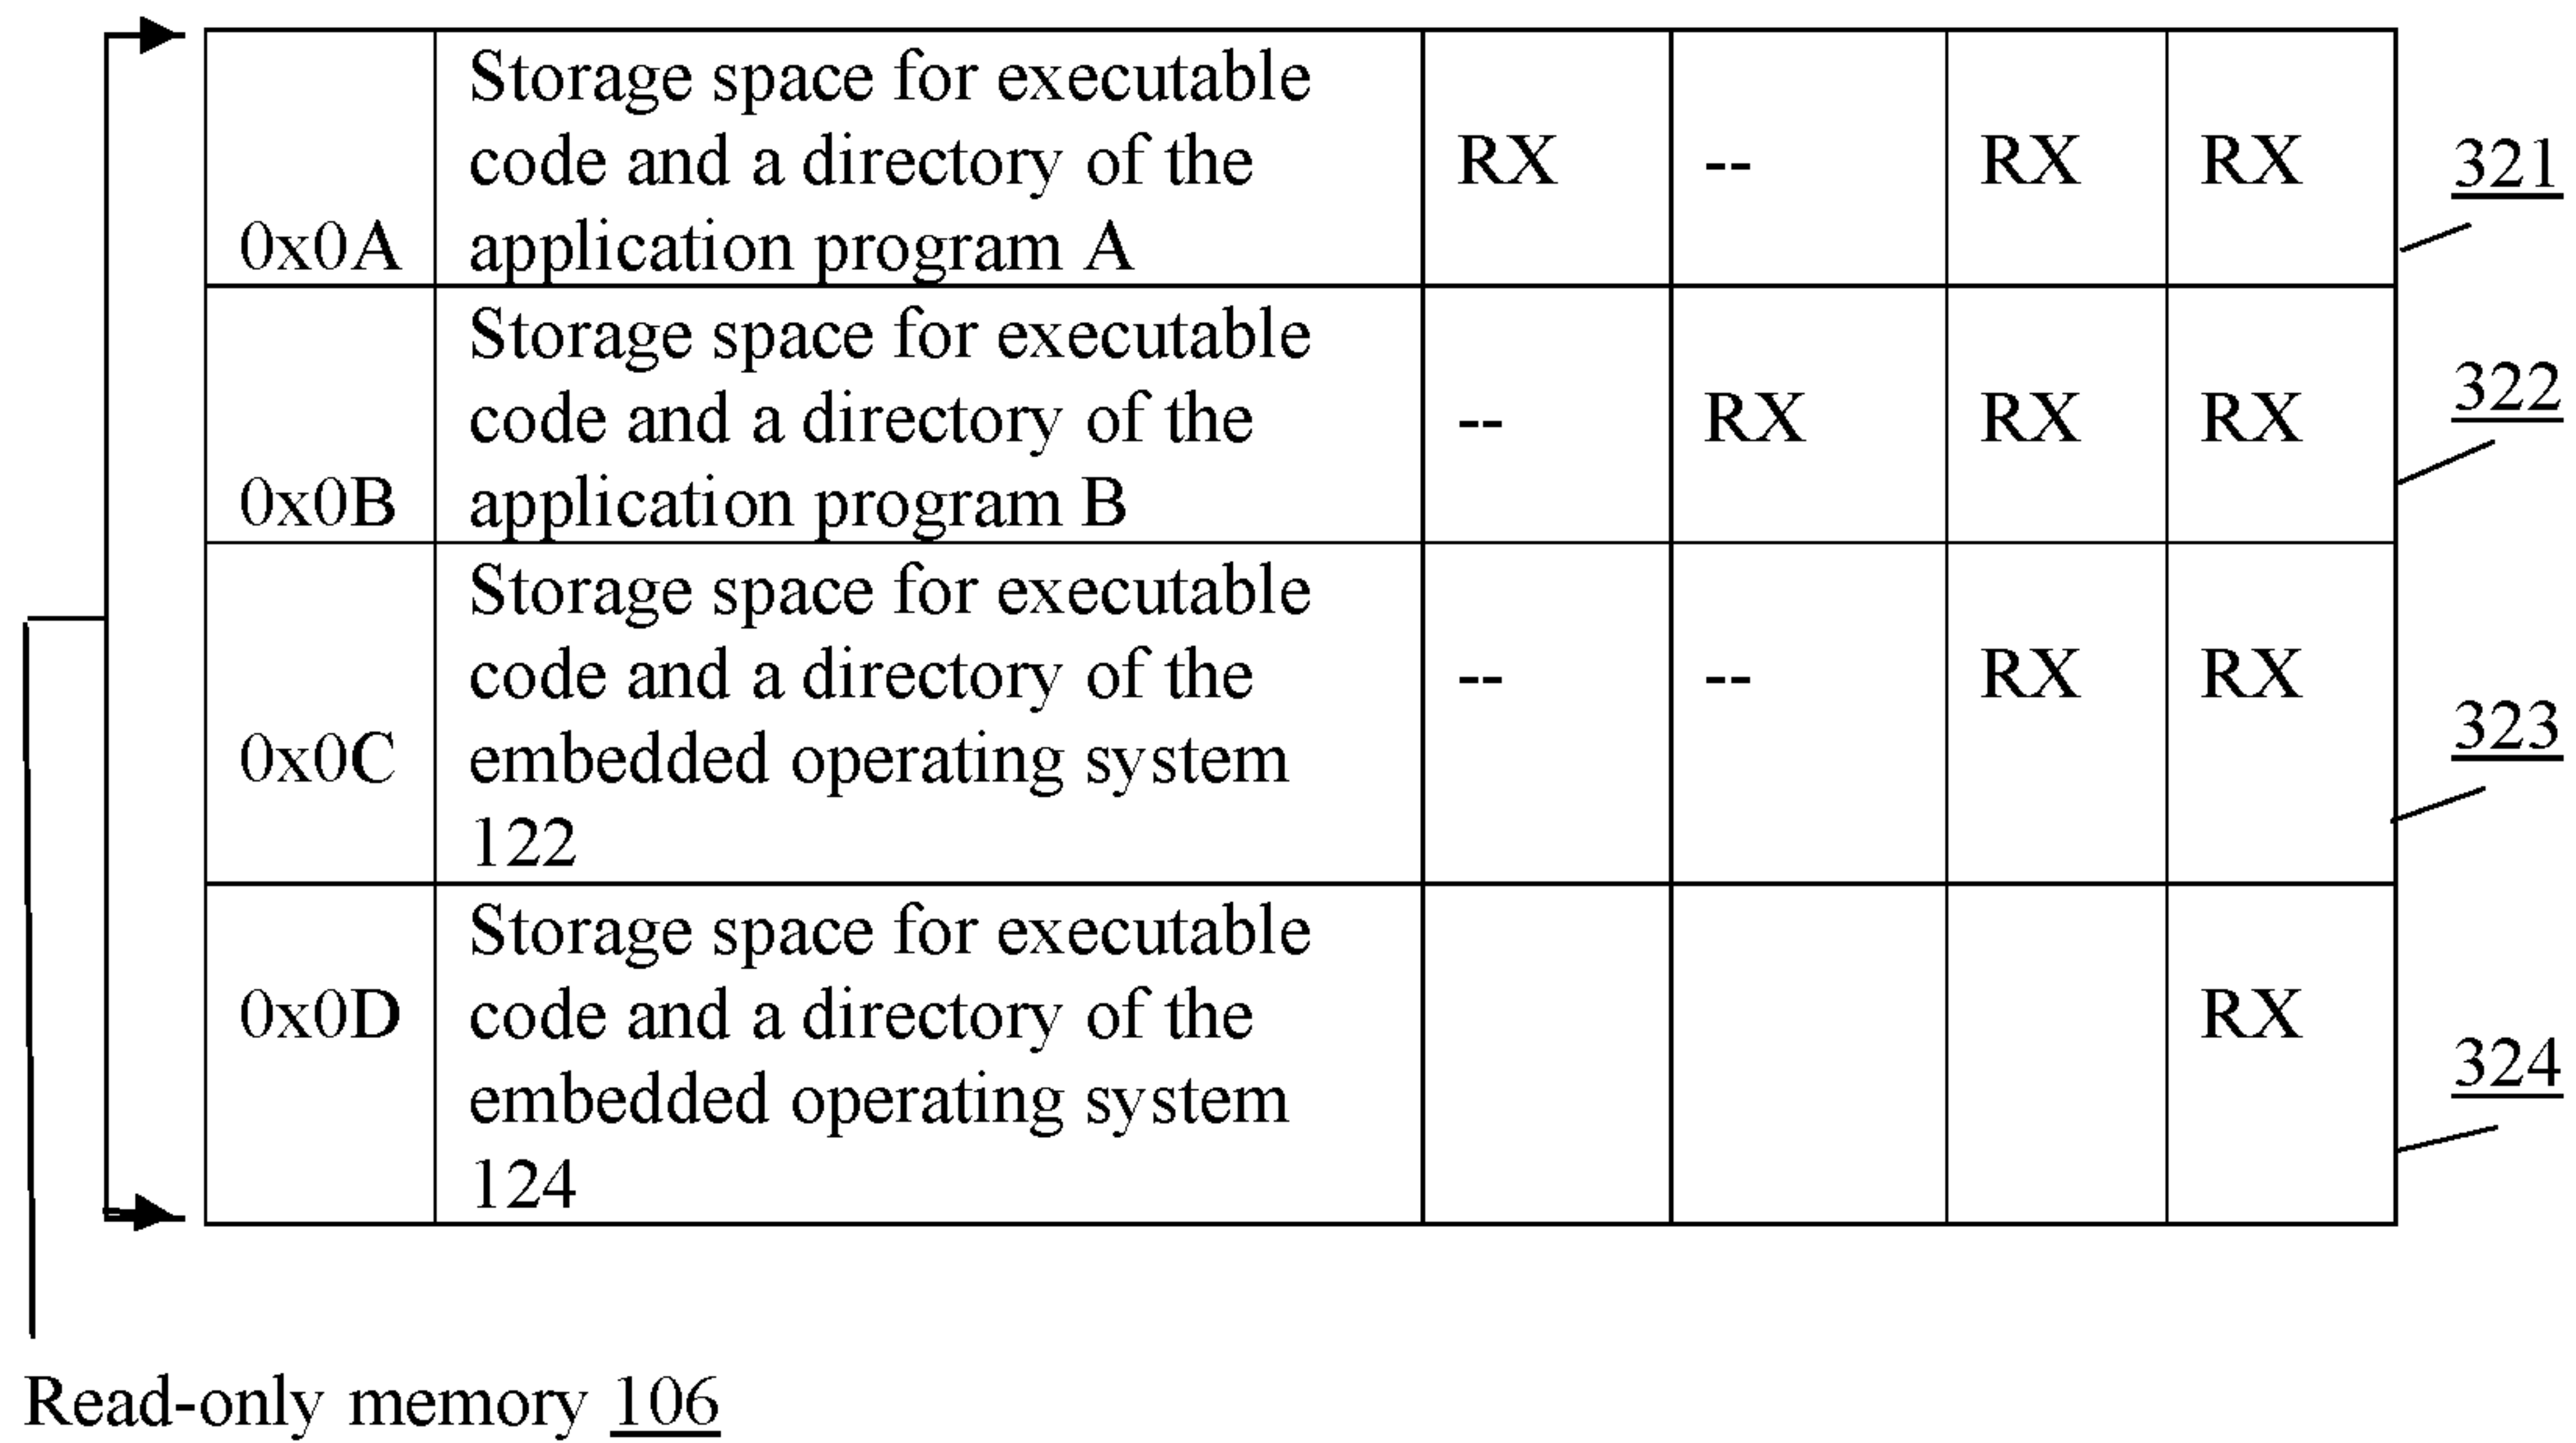 Storage space for executable
code and a directory of the RX -- RX RX 321
0x0A application program A
Storage space for executable
code and a directory of the -- RX RX RX 322
0x0B application program B
Storage space for executable
code and a directory of the -- -- RX RX 323
0x0C embedded operating system
122
Storage space for executable
0x0D code and a directory of the RX
embedded operating system 324
124
Read-only memory 106